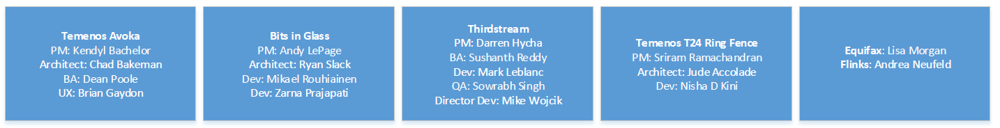 Temenos Avoka
PM: Kendyl Bachelor
Architect: Chad Bakeman
BA: Dean Poole
UX: Brian Gaydon
Bits in Glass
PM: Andy LePage
Architect: Ryan Slack
Dev: Mikael Rouhiainen
Dev: Zarna Prajapati
Thirdstream
PM: Darren Hycha
BA: Sushanth Reddy
Dev: Mark Leblanc
QA: Sowrabh Singh
Director Dev: Mike Wojcik
Temenos T24 Ring Fence
PM: Sriram Ramachandran
Architect: Jude Accolade
Dev: Nisha D Kini
Equifax: Lisa Morgan
Flinks: Andrea Neufeld